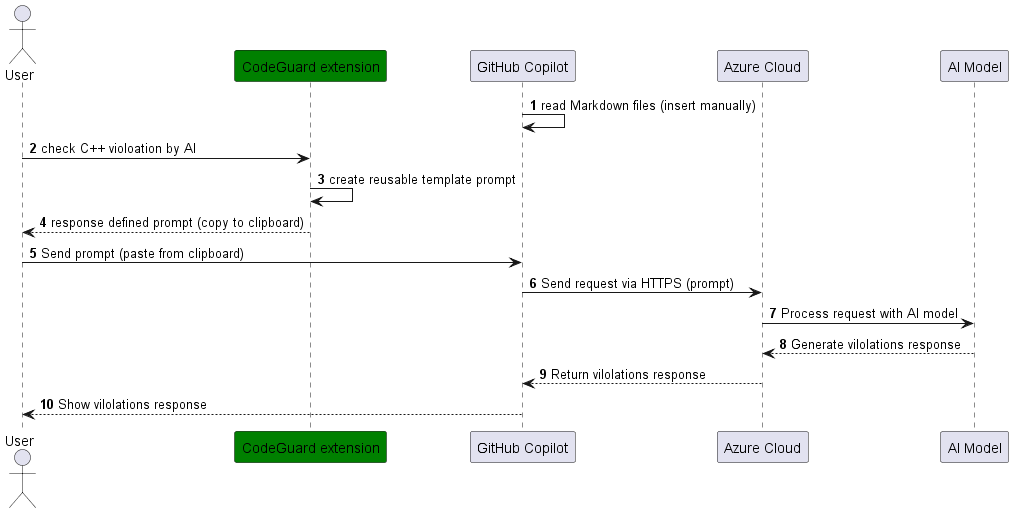 User
CodeGuard extension
GitHub Copilot
Azure Cloud
AI Model
1 read Markdown files (insert manually)
2 check C++ violoation by AI
3 create reusable template prompt
4 response defined prompt (copy to clipboard)
5 Send prompt (paste from clipboard)
6 Send request via HTTPS (prompt)
7 Process request with AI model
8 Generate vilolations response
9 Return vilolations response
10 Show vilolations response
User
CodeGuard extension
GitHub Copilot
Azure Cloud
AI Model